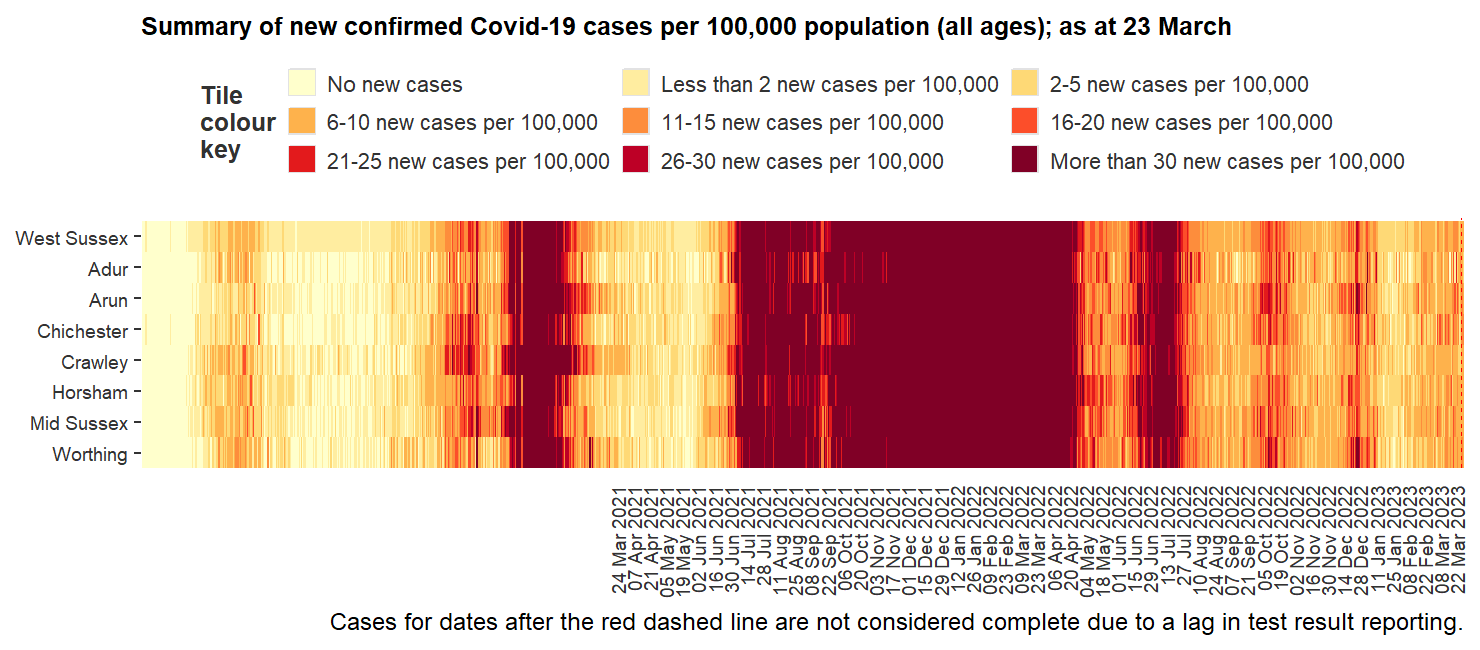 Summary of new confirmed Covid-19 cases per 100,000 population (all ages); as at 23 March
Tile
colour
key
No new cases
Less than 2 new cases per 100,000
2-5 new cases per 100,000
6-10 new cases per 100,000
11-15 new cases per 100,000
16-20 new cases per 100,000
21-25 new cases per 100,000
26-30 new cases per 100,000
More than 30 new cases per 100,000
West Sussex
Adur
Arun
Chichester
Crawley
Horsham
Mid Sussex
Worthing
24 Mar 2021
07 Apr 2021
21 Apr 2021
05 May 2021
19 May 2021
02 Jun 2021
16 Jun 2021
30 Jun 2021
14 Jul 2021
28 Jul 2021
11 Aug 2021
25 Aug 2021
08 Sep 2021
22 Sep 2021
06 Oct 2021
20 Oct 2021
03 Nov 2021
17 Nov 2021
01 Dec 2021
15 Dec 2021
29 Dec 2021
12 Jan 2022
26 Jan 2022
09 Feb 2022
23 Feb 2022
09 Mar 2022
23 Mar 2022
06 Apr 2022
20 Apr 2022
04 May 2022
18 May 2022
01 Jun 2022
15 Jun 2022
29 Jun 2022
13 Jul 2022
27 Jul 2022
10 Aug 2022
24 Aug 2022
07 Sep 2022
21 Sep 2022
05 Oct 2022
19 Oct 2022
02 Nov 2022
16 Nov 2022
30 Nov 2022
14 Dec 2022
28 Dec 2022
11 Jan 2023
25 Jan 2023
08 Feb 2023
22 Feb 2023
08 Mar 2023
22 Mar 2023
Cases for dates after the red dashed line are not considered complete due to a lag in test result reporting.